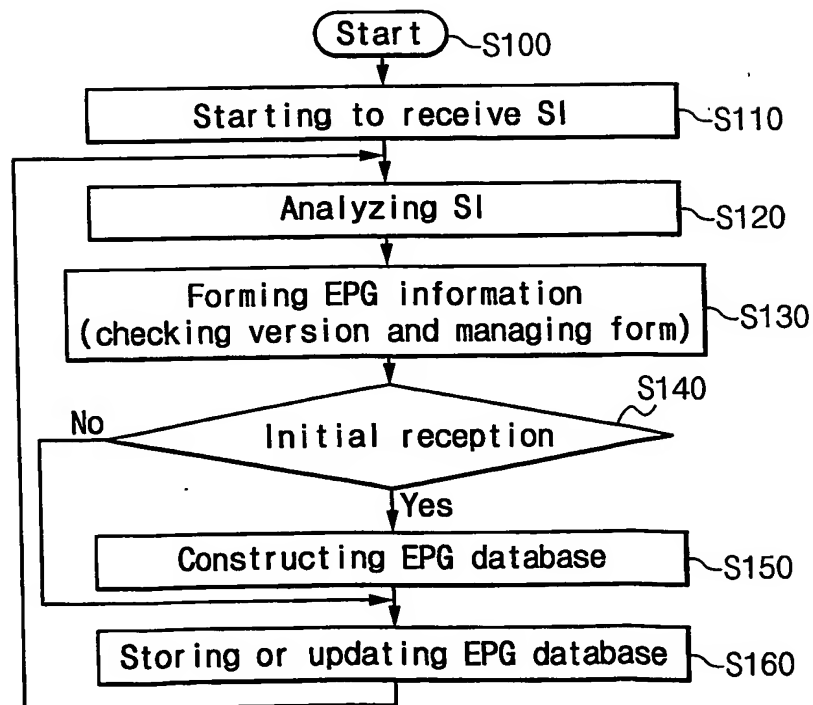 Start
S100
Starting to receive SI
S110
Analyzing SI
S120
Forming EPG information
(checking version and managing form)
S130
S140
No
Initial reception
Yes
Constructing EPG database
S150
Storing or updating EPG database
S160